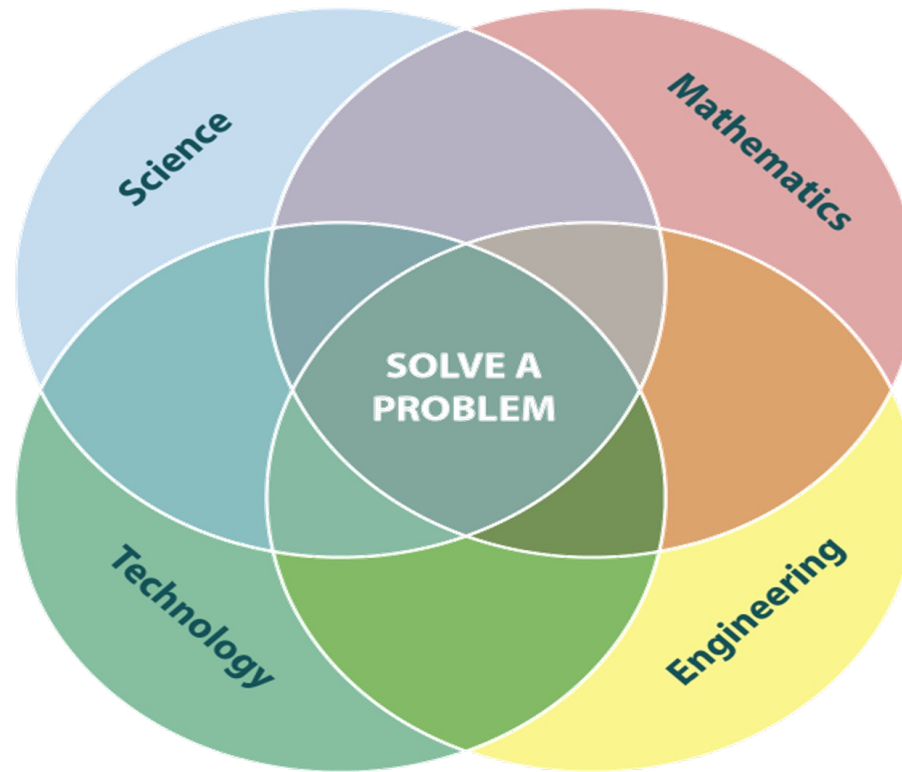 Science
Mathematics
SOLVE A
PROBLEM
Technology
Engineering